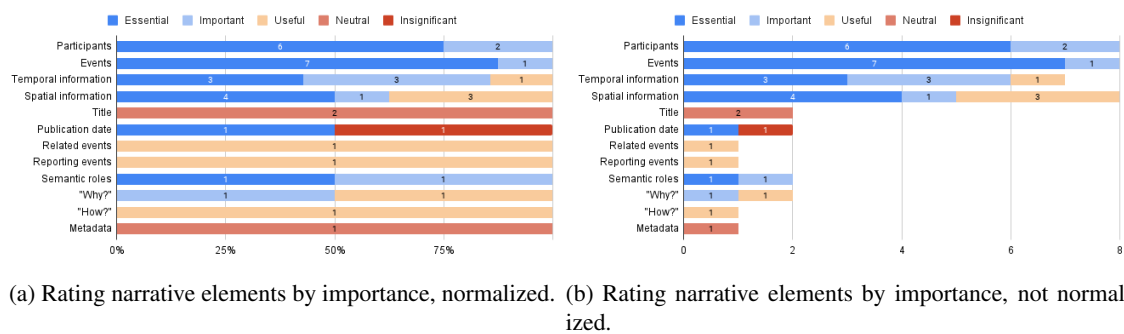 Essential Important Useful Neutral Insignificant
Participants 6 2
Events 7 1
Temporal information 3 3 1
Spatial information 4 1 3
Title 2
Publication date 1 1
Related events 1
Reporting events 1
Semantic roles 1 1
"Why?" 1 1
"How?" 1
Metadata 1
0% 25% 50% 75%
(a) Rating narrative elements by importance, normalized.
Essential Important Useful Neutral Insignificant
Participants 6 2
Events 7 1
Temporal information 3 3 1
Spatial information 4 1 3
Title 2
Publication date 1 1
Related events 1
Reporting events 1
Semantic roles 1 1
"Why?" 1 1
"How?" 1
Metadata 1
0 2 4 6 8
(b) Rating narrative elements by importance, not normal
ized.